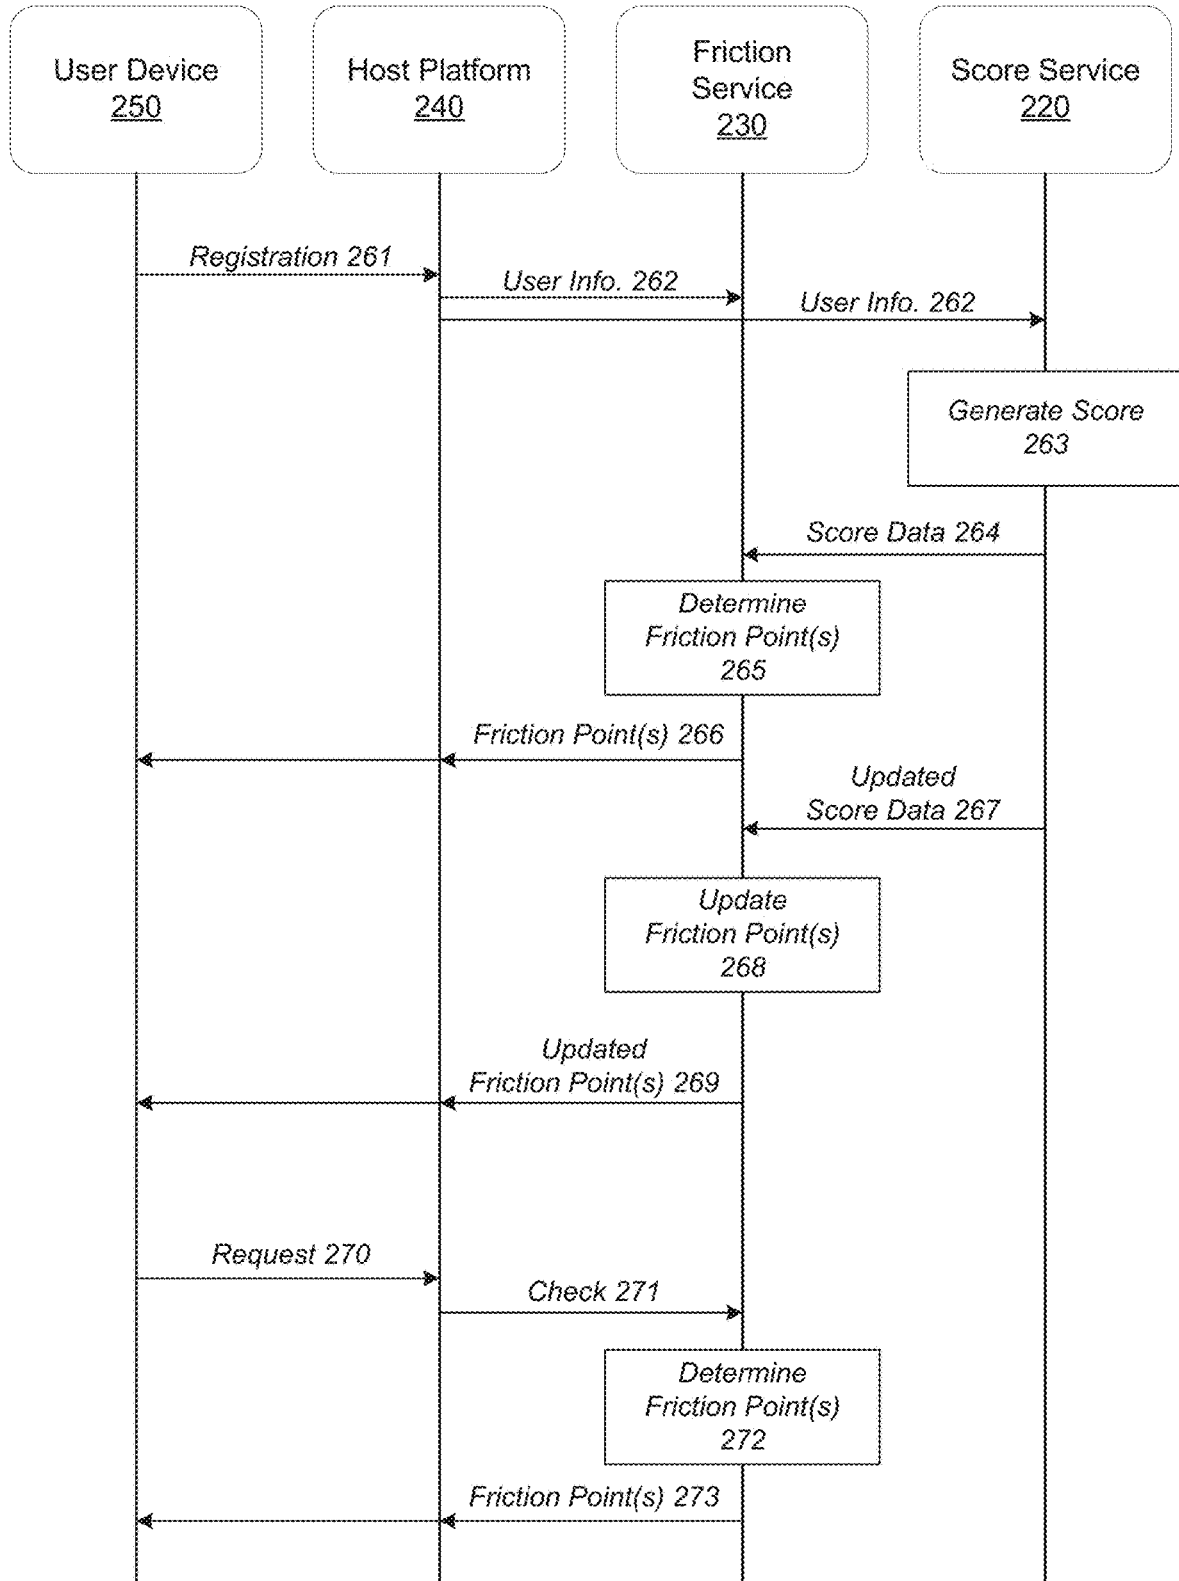 User Device
250
Host Platform
240
Friction
Service
230
Score Service
220
Registration 261
User Info. 262
User Info. 262
Generate Score
263
Score Data 264
Determine
Friction Point(s)
265
Friction Point(s) 266
Updated
Score Data 267
Update
Friction Point(s)
268
Updated
Friction Point(s) 269
Request 270
Check 271
Determine
Friction Point(s)
272
Friction Point(s) 273